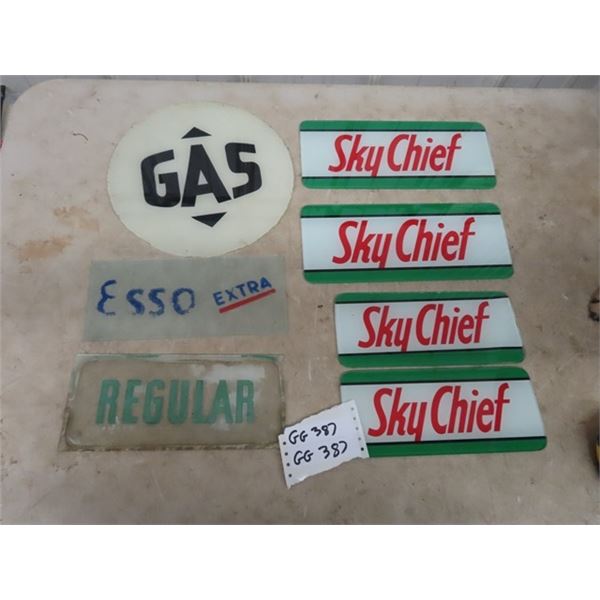 GAS
ESSO EXTRA
REGULAR
Sky Chief
Sky Chief
Sky Chief
Sky Chief
GG 387
GG 387